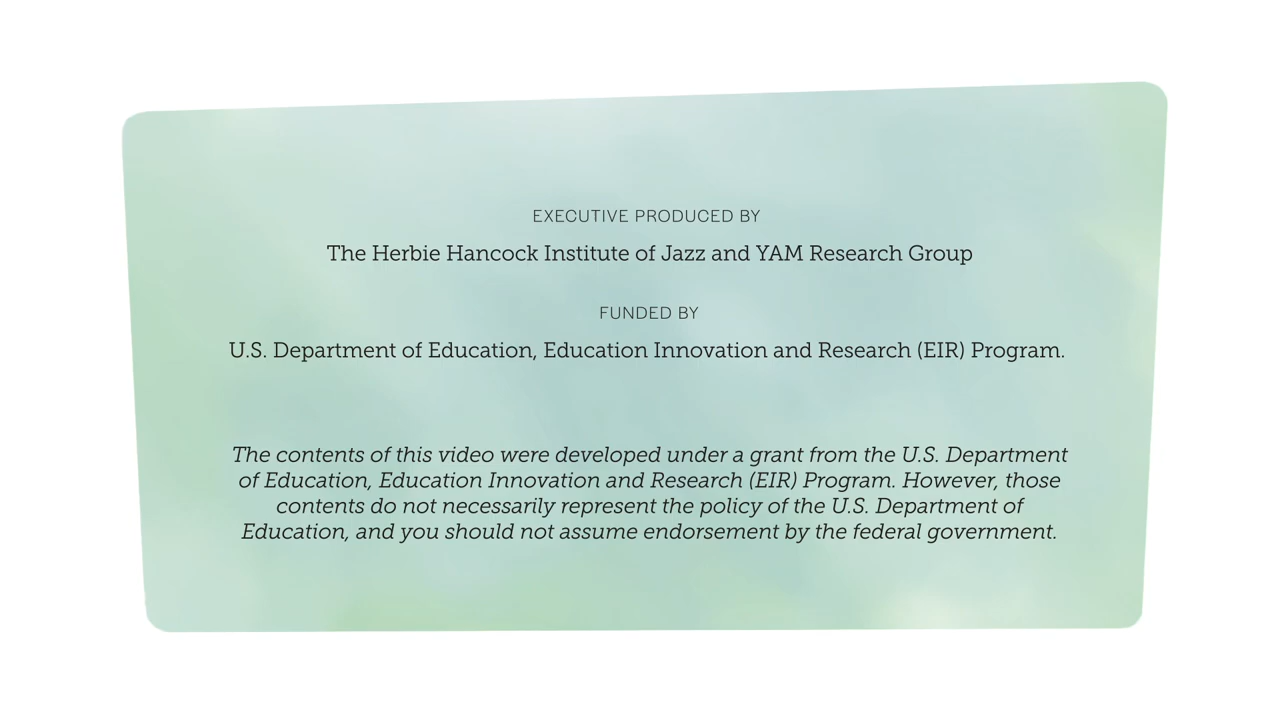 EXECUTIVE PRODUCED BY
The Herbie Hancock Institute of Jazz and YAM Research Group
FUNDED BY
U.S. Department of Education, Education Innovation and Research (EIR) Program.
The contents of this video were developed under a grant from the U.S. Department
of Education, Education Innovation and Research (EIR) Program. However, those
contents do not necessarily represent the policy of the U.S. Department of
Education, and you should not assume endorsement by the federal government.